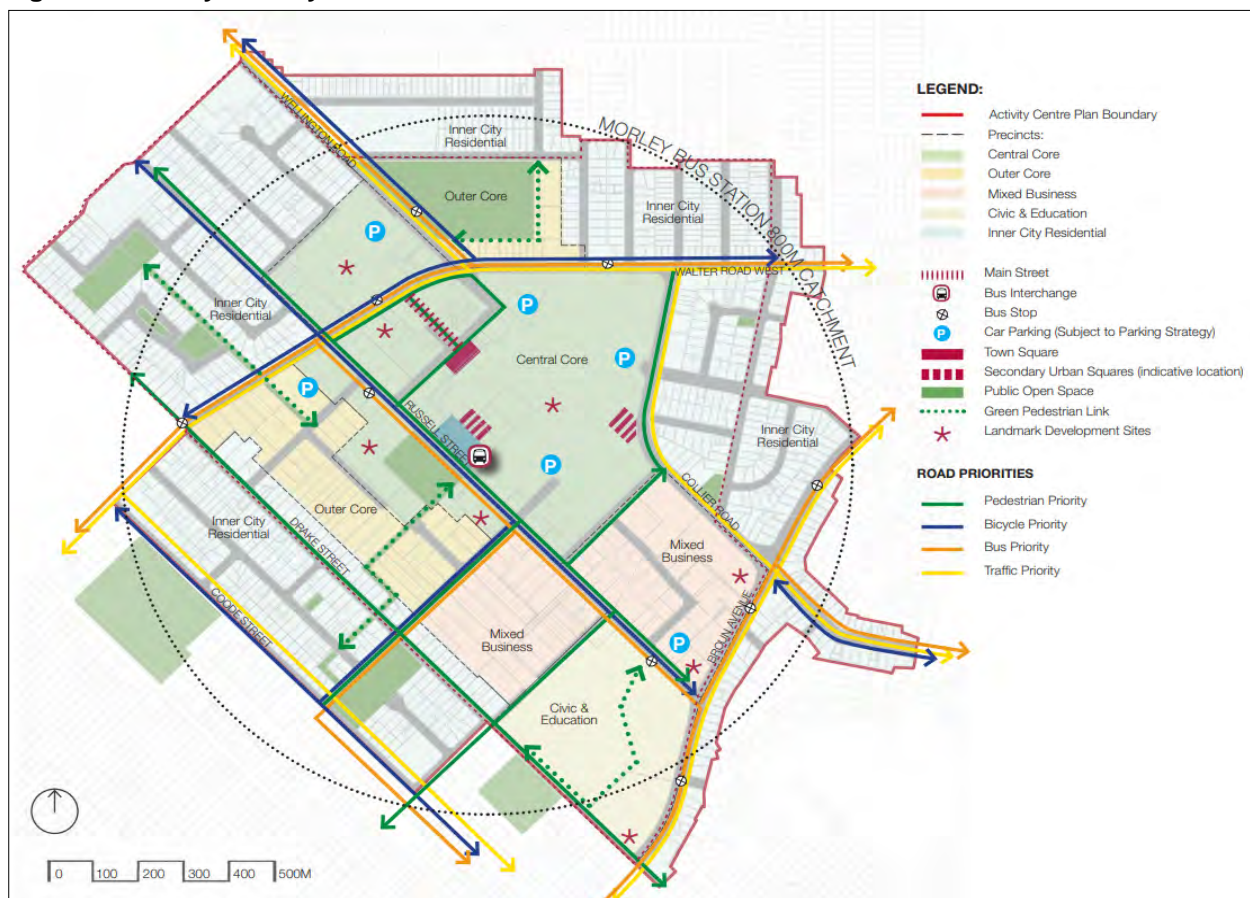 WELLINGTON ROAD
Inner City
Residential
MORLEY BUS STATION 800M CATCHMENT
Outer Core
Inner City
Residential
P
WALTER ROAD WEST
Inner City
Residential
P
Central Core
P
P
RUSSELL STREET
Inner City
Residential
P
COLLIER ROAD
Outer Core
Inner City
Residential
DRAKE STREET
Mixed
Business
COODE STREET
Mixed
Business
P
BROUN AVENUE
Civic &
Education
0 100 200 300 400 500M
LEGEND:
Activity Centre Plan Boundary
Precincts:
Central Core
Outer Core
Mixed Business
Civic & Education
Inner City Residential
Main Street
Bus Interchange
Bus Stop
P Car Parking (Subject to Parking Strategy)
Town Square
Secondary Urban Squares (indicative location)
Public Open Space
Green Pedestrian Link
Landmark Development Sites
ROAD PRIORITIES
Pedestrian Priority
Bicycle Priority
Bus Priority
Traffic Priority